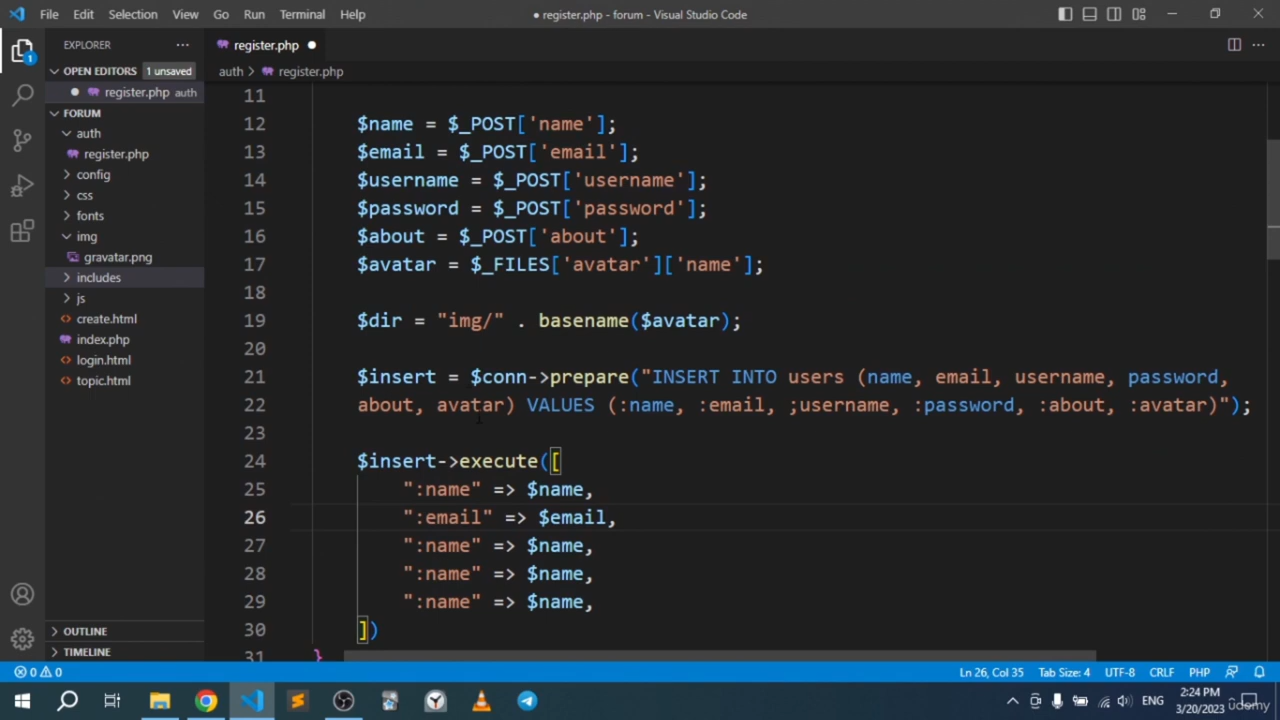 File Edit Selection View Go Run Terminal Help
● register.php - forum - Visual Studio Code
EXPLORER ...
register.php
OPEN EDITORS 1 unsaved
auth > register.php
register.php auth
FORUM
auth
register.php
config
css
fonts
img
gravatar.png
includes
js
create.html
index.php
login.html
topic.html
OUTLINE
TIMELINE
11
12 $name = $_POST['name'];
13 $email = $_POST['email'];
14 $username = $_POST['username'];
15 $password = $_POST['password'];
16 $about = $_POST['about'];
17 $avatar = $_FILES['avatar']['name'];
18
19 $dir = "img/" . basename($avatar);
20
21 $insert = $conn->prepare("INSERT INTO users (name, email, username, password,
22 about, avatar) VALUES (:name, :email, ;username, :password, :about, :avatar)");
23
24 $insert->execute([
25 ":name" => $name,
26 ":email" => $email,
27 ":name" => $name,
28 ":name" => $name,
29 ":name" => $name,
30 ])
31 }
0 0 Ln 26, Col 35 Tab Size: 4 UTF-8 CRLF PHP
ENG 2:24 PM
3/20/2023
udemy